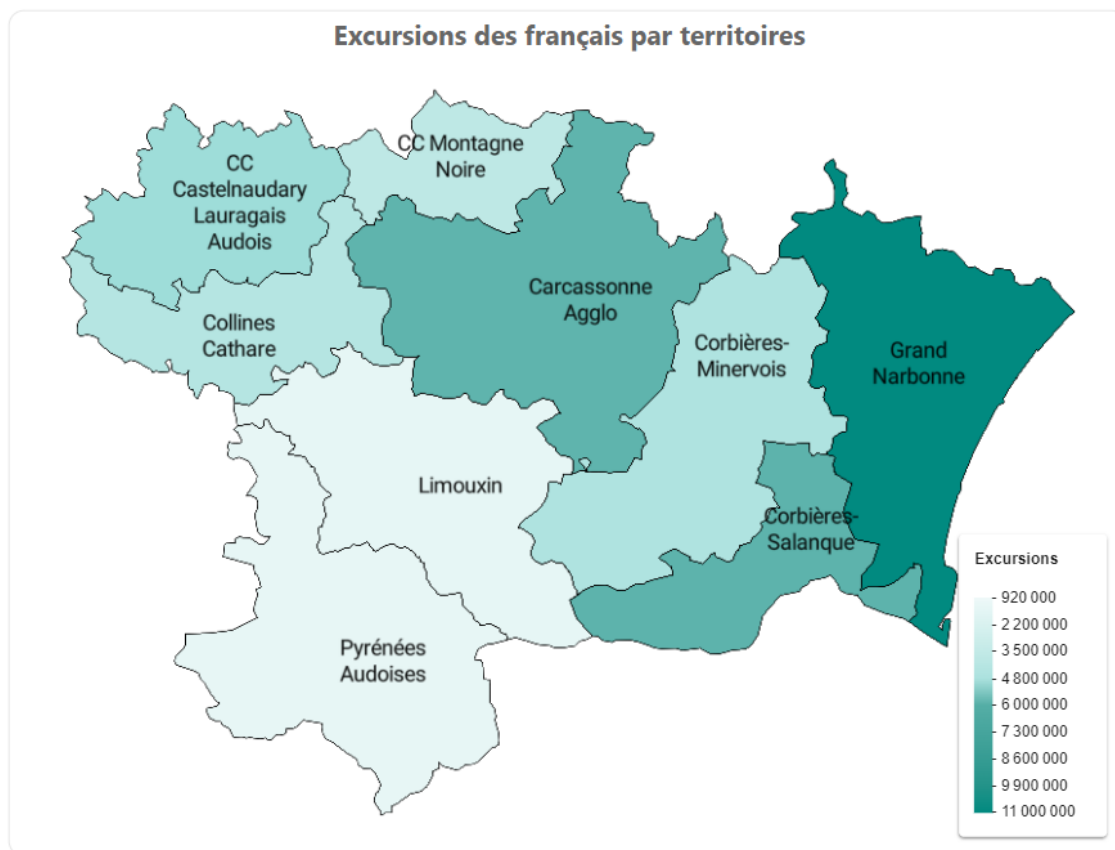 Excursions des français par territoires
CC Montagne
Noire
CC
Castelnaudary
Lauragais
Audois
Carcassonne
Agglo
Collines
Cathare
Corbières-
Minervois
Grand
Narbonne
Limouxin
Corbières-
Salanque
Pyrénées
Audoises
Excursions
920 000
2 200 000
3 500 000
4 800 000
6 000 000
7 300 000
8 600 000
9 900 000
11 000 000